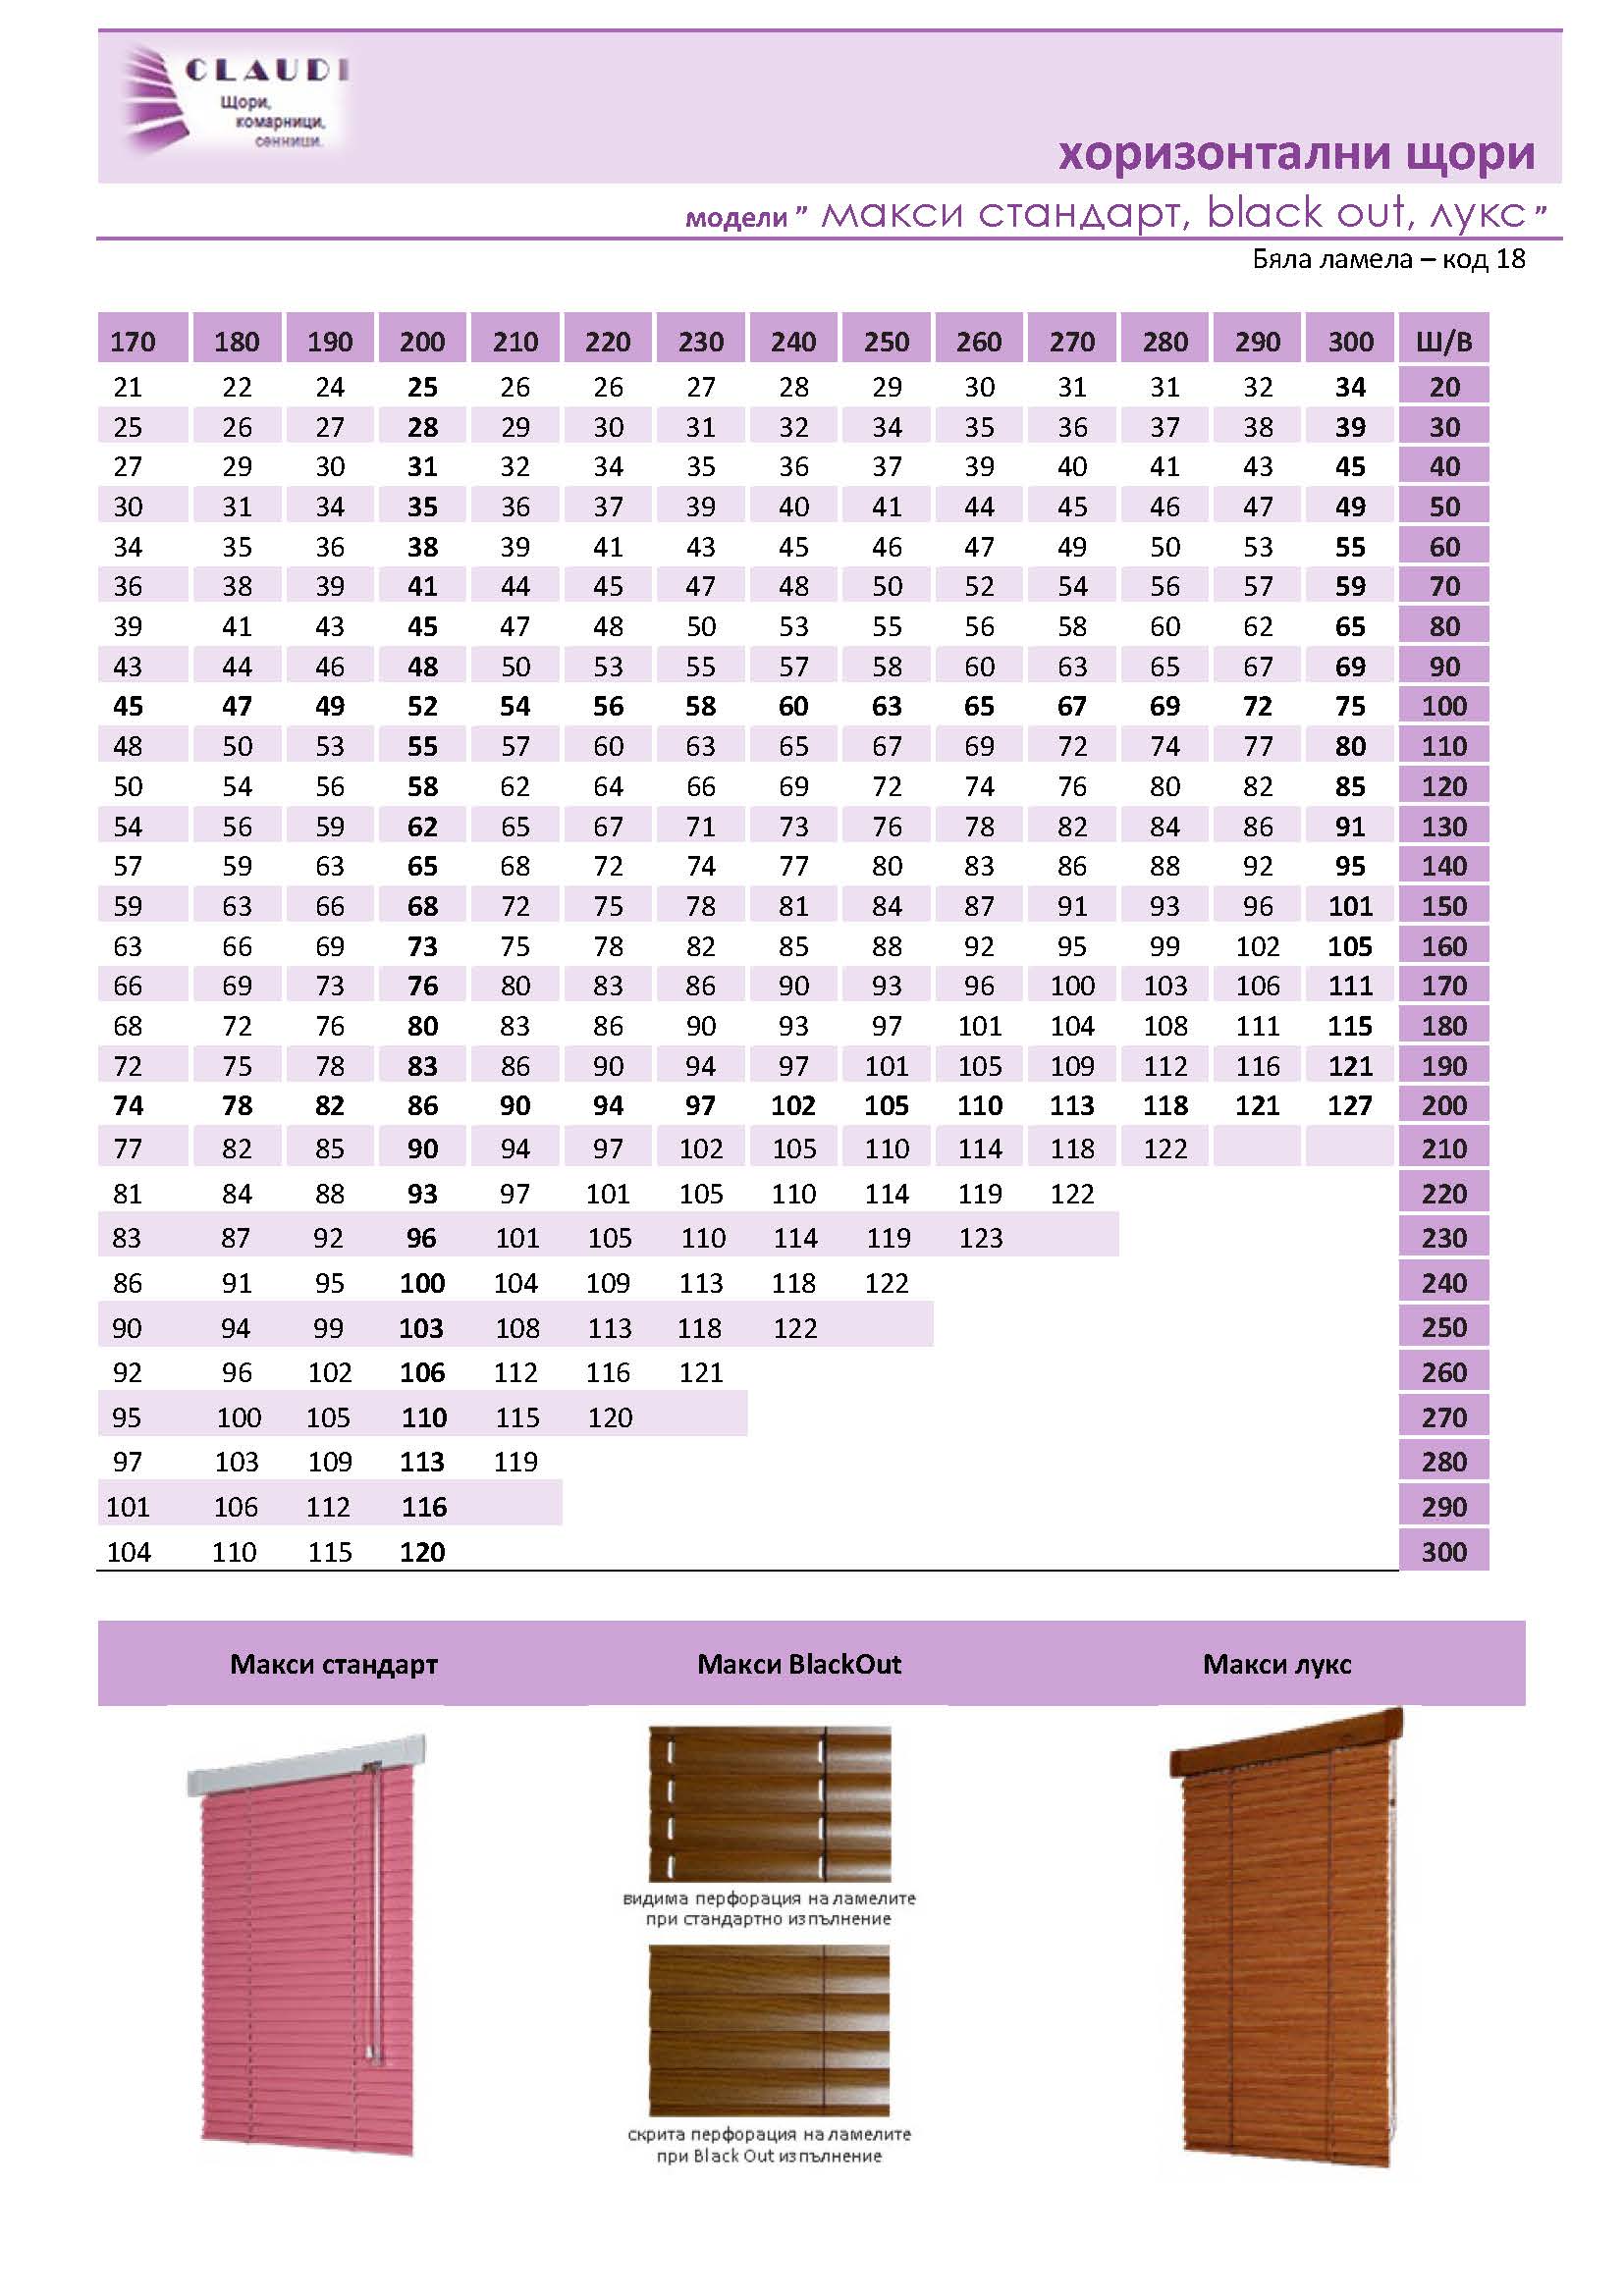 CLAUDI
Щори,
комарници,
сенници.
хоризонтални щори
модели ” макси стандарт, black out, лукс ”
Бяла ламела – код 18
170 180 190 200 210 220 230 240 250 260 270 280 290 300 Ш/В
21 22 24 25 26 26 27 28 29 30 31 31 32 34 20
25 26 27 28 29 30 31 32 34 35 36 37 38 39 30
27 29 30 31 32 34 35 36 37 39 40 41 43 45 40
30 31 34 35 36 37 39 40 41 44 45 46 47 49 50
34 35 36 38 39 41 43 45 46 47 49 50 53 55 60
36 38 39 41 44 45 47 48 50 52 54 56 57 59 70
39 41 43 45 47 48 50 53 55 56 58 60 62 65 80
43 44 46 48 50 53 55 57 58 60 63 65 67 69 90
45 47 49 52 54 56 58 60 63 65 67 69 72 75 100
48 50 53 55 57 60 63 65 67 69 72 74 77 80 110
50 54 56 58 62 64 66 69 72 74 76 80 82 85 120
54 56 59 62 65 67 71 73 76 78 82 84 86 91 130
57 59 63 65 68 72 74 77 80 83 86 88 92 95 140
59 63 66 68 72 75 78 81 84 87 91 93 96 101 150
63 66 69 73 75 78 82 85 88 92 95 99 102 105 160
66 69 73 76 80 83 86 90 93 96 100 103 106 111 170
68 72 76 80 83 86 90 93 97 101 104 108 111 115 180
72 75 78 83 86 90 94 97 101 105 109 112 116 121 190
74 78 82 86 90 94 97 102 105 110 113 118 121 127 200
77 82 85 90 94 97 102 105 110 114 118 122 210
81 84 88 93 97 101 105 110 114 119 122 220
83 87 92 96 101 105 110 114 119 123 230
86 91 95 100 104 109 113 118 122 240
90 94 99 103 108 113 118 122 250
92 96 102 106 112 116 121 260
95 100 105 110 115 120 270
97 103 109 113 119 280
101 106 112 116 290
104 110 115 120 300
Макси стандарт Макси BlackOut Макси лукс
видима перфорация на ламелите
при стандартно изпълнение
скрита перфорация на ламелите
при Black Out изпълнение